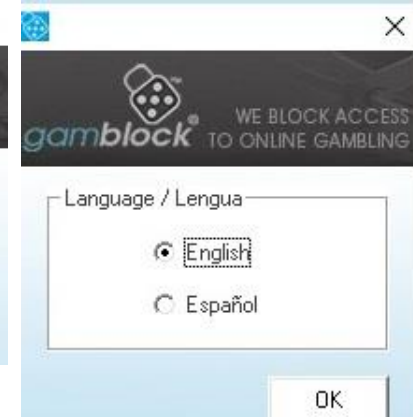 gamblock®
WE BLOCK ACCESS
TO ONLINE GAMBLING
Language / Lengua
English
Español
OK